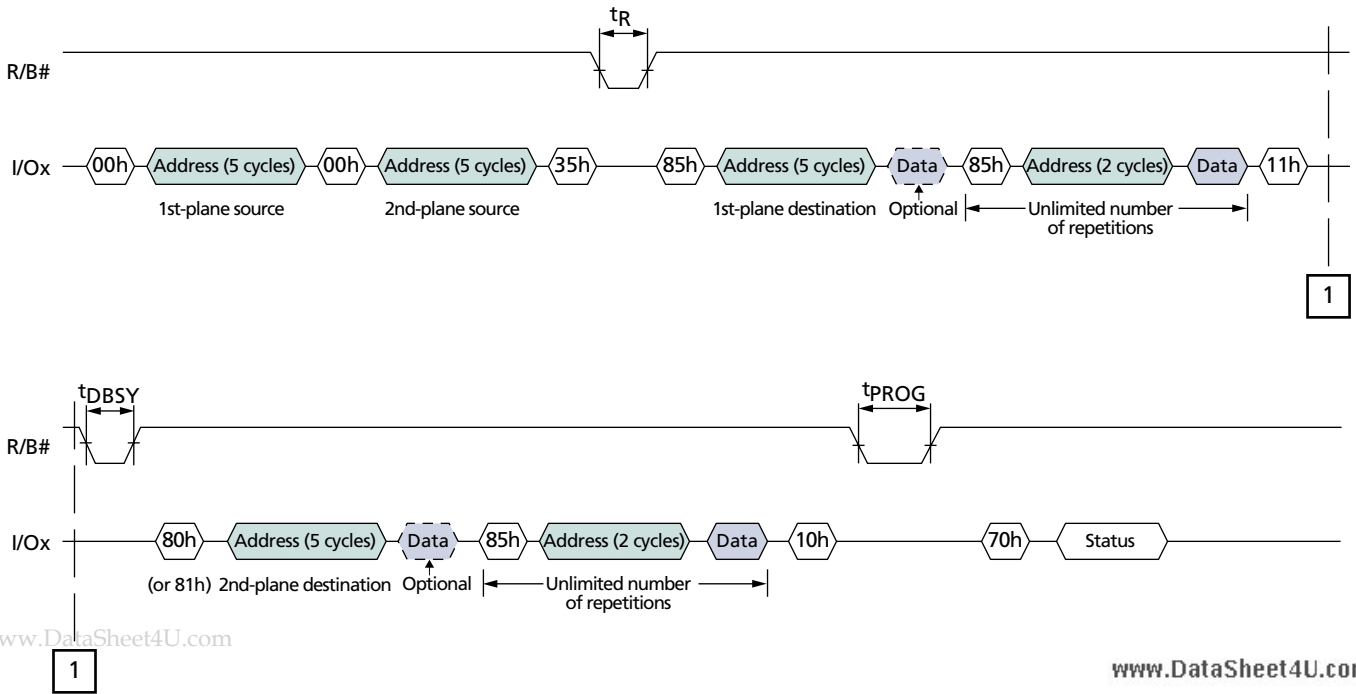 tR
R/B#
I/Ox 00h Address (5 cycles) 00h Address (5 cycles) 35h 85h Address (5 cycles) Data 85h Address (2 cycles) Data 11h
1st-plane source 2nd-plane source 1st-plane destination Optional Unlimited number
of repetitions
1
tDBSY tPROG
R/B#
I/Ox 80h Address (5 cycles) Data 85h Address (2 cycles) Data 10h 70h Status
(or 81h) 2nd-plane destination Optional Unlimited number
of repetitions
ww.DataSheet4U.com
1
www.DataSheet4U.com